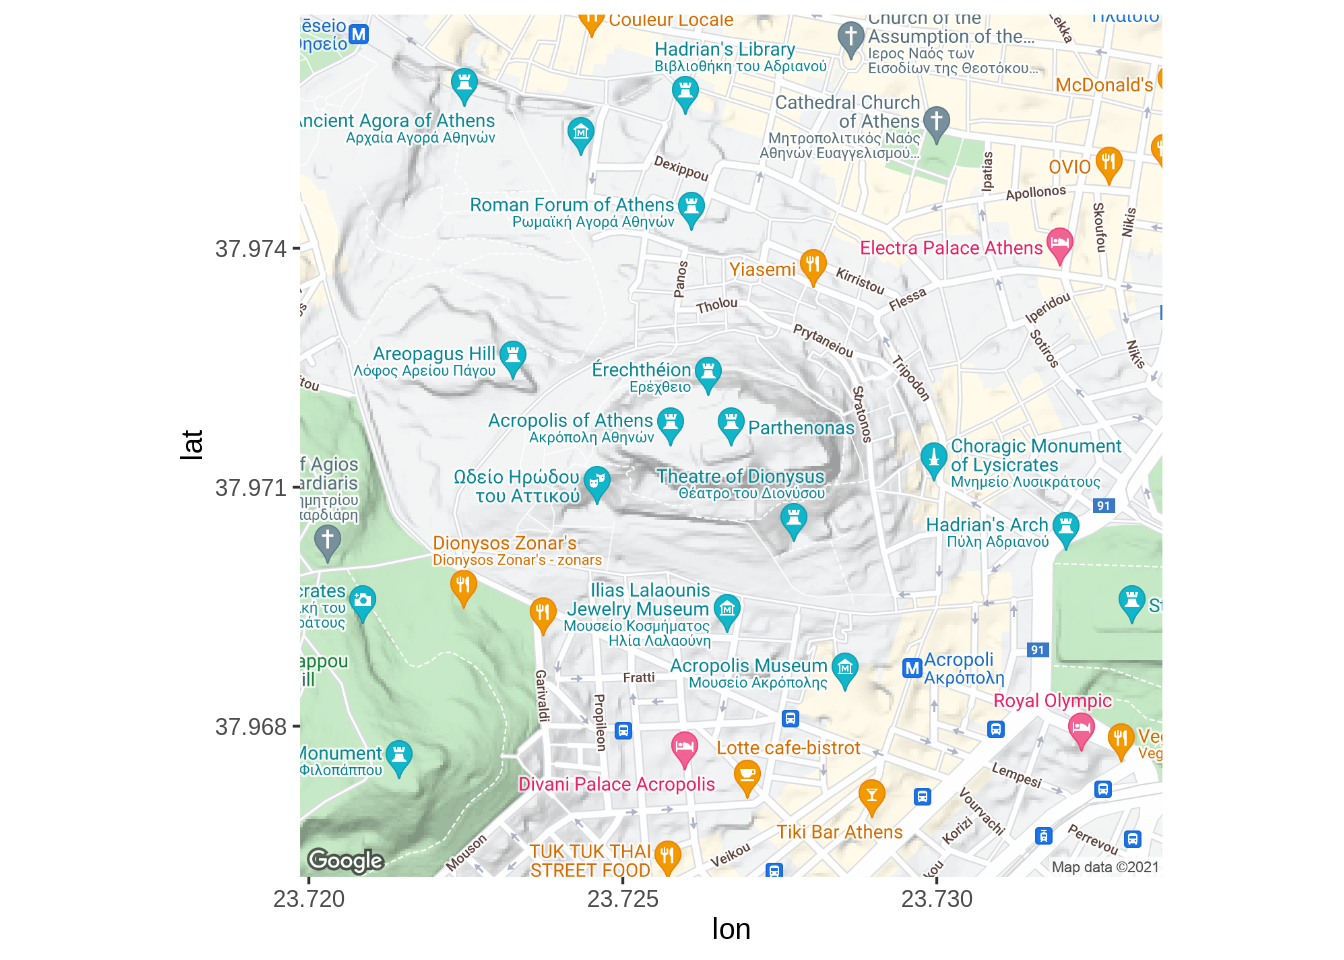 Couleur Locale
Church of the
Assumption of the...
Ιερος Ναός των
Εισοδίων της Θεοτόκου...
Lekka
Πλαίσιο
ēseio
Θησείο
M
Hadrian's Library
Βιβλιοθήκη του Αδριανού
McDonald's
Ancient Agora of Athens
Αρχαία Αγορά Αθηνών
Cathedral Church
of Athens
Μητροπολιτικός Ναός
Αθηνών Ευαγγελισμού...
Dexippou
Ipatias
OVIO
Apollonos
Skoufou
Nikis
Roman Forum of Athens
Ρωμαϊκή Αγορά Αθηνών
Electra Palace Athens
Yiasemi
Kirristou
Flessa
Panos
Tholou
Iperidou
Prytaneiou
Sotiros
Nikis
Areopagus Hill
Λόφος Αρείου Πάγου
Érechthéion
Ερέχθειο
Tripodon
Stratonos
tou
Acropolis of Athens
Ακρόπολη Αθηνών
Parthenonas
Choragic Monument
of Lysicrates
Μνημείο Λυσικράτους
f Agios
ardiaris
ημητρίου
παρδιάρη
Ωδείο Ηρώδου
του Αττικού
Theatre of Dionysus
Θέατρο του Διονύσου
91
Hadrian's Arch
Πύλη Αδριανού
Dionysos Zonar's
Dionysos Zonar's - zonars
crates
κη του
ράτους
Ilias Lalaounis
Jewelry Museum
Μουσείο Κοσμήματος
Ηλία Λαλαούνη
St
91
appou
ill
Acropolis Museum
Μουσείο Ακρόπολης
M
Acropoli
Ακρόπολη
Fratti
Garivaldi
Propileon
Royal Olympic
Monument
Φιλοπάππου
Lotte cafe-bistrot
Veg
Veg
Divani Palace Acropolis
Lempesi
Vourvachi
Korizi
Perrevou
Tiki Bar Athens
TUK TUK THAI
STREET FOOD
Veikou
Mouson
κου
Google
Map data ©2021
37.974
37.971
37.968
lat
23.720
23.725
23.730
lon